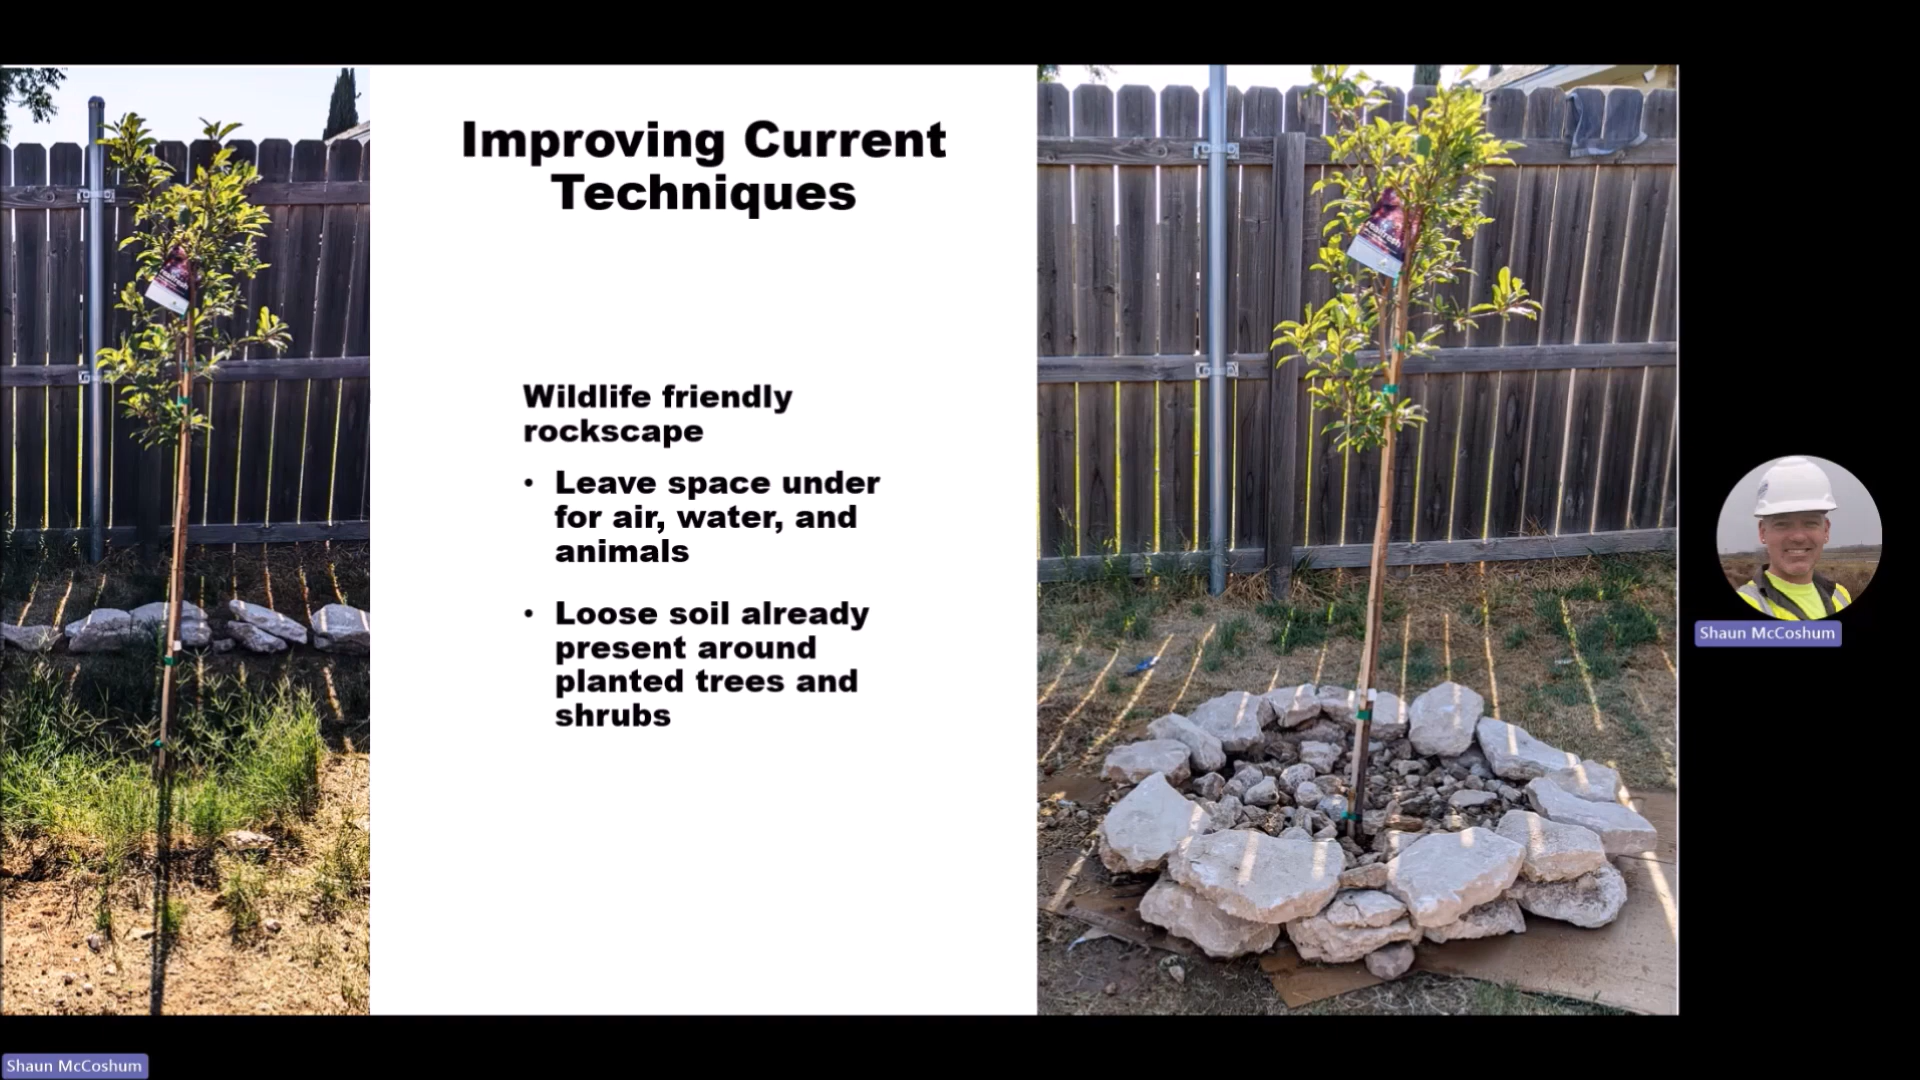 Improving Current
Techniques
Wildlife friendly
rockscape
• Leave space under
for air, water, and
animals
• Loose soil already
present around
planted trees and
shrubs
Shaun McCoshum
Shaun McCoshum